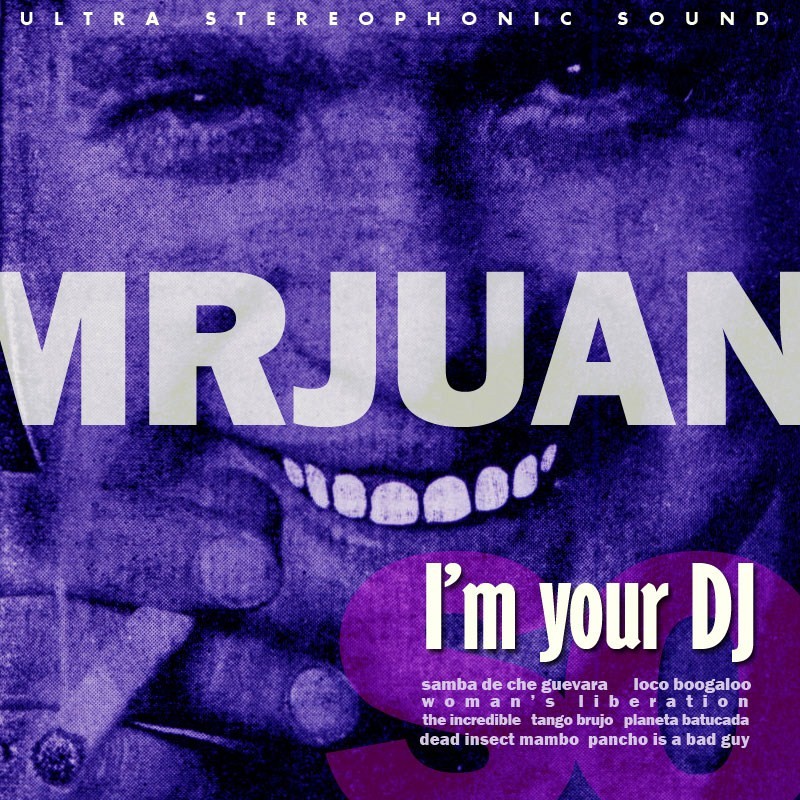 ULTRA STEREOPHONIC SOUND
MRJUAN
so
I'm your DJ
samba de che guevara loco boogaloo
woman's liberation
the incredible tango brujo planeta batucada
dead insect mambo pancho is a bad guy